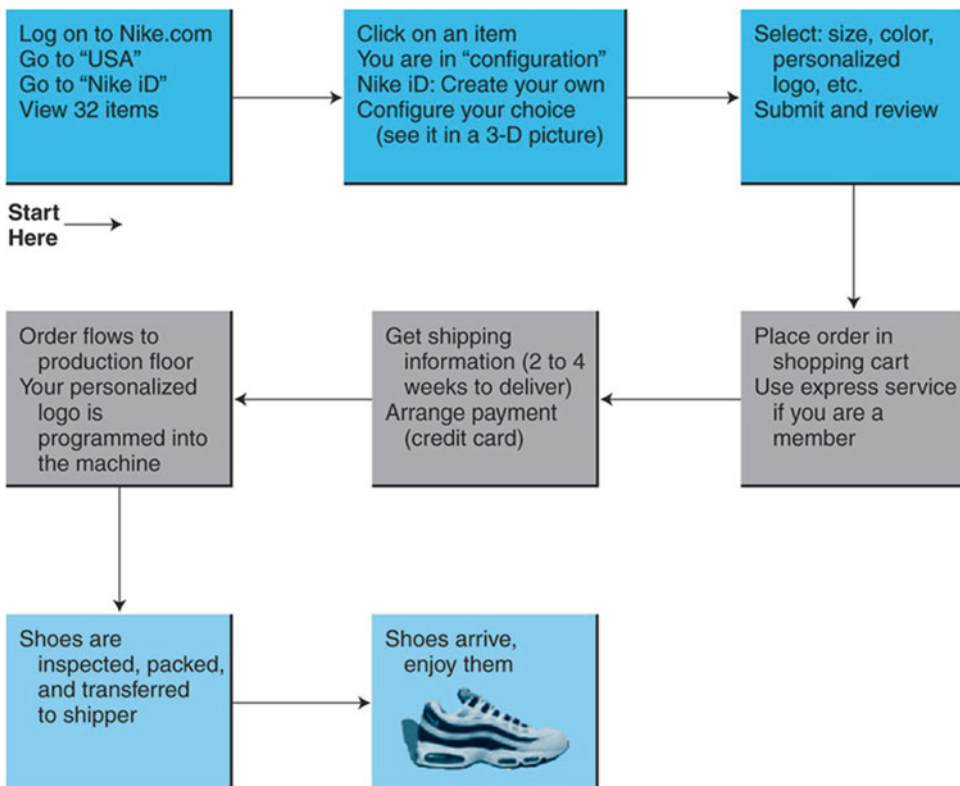 Log on to Nike.com
Go to “USA”
Go to “Nike iD”
View 32 items
Click on an item
You are in “configuration”
Nike iD: Create your own
Configure your choice
(see it in a 3-D picture)
Select: size, color,
personalized
logo, etc.
Submit and review
Start
Here
Place order in
shopping cart
Use express service
if you are a
member
Get shipping
information (2 to 4
weeks to deliver)
Arrange payment
(credit card)
Order flows to
production floor
Your personalized
logo is
programmed into
the machine
Shoes are
inspected, packed,
and transferred
to shipper
Shoes arrive,
enjoy them